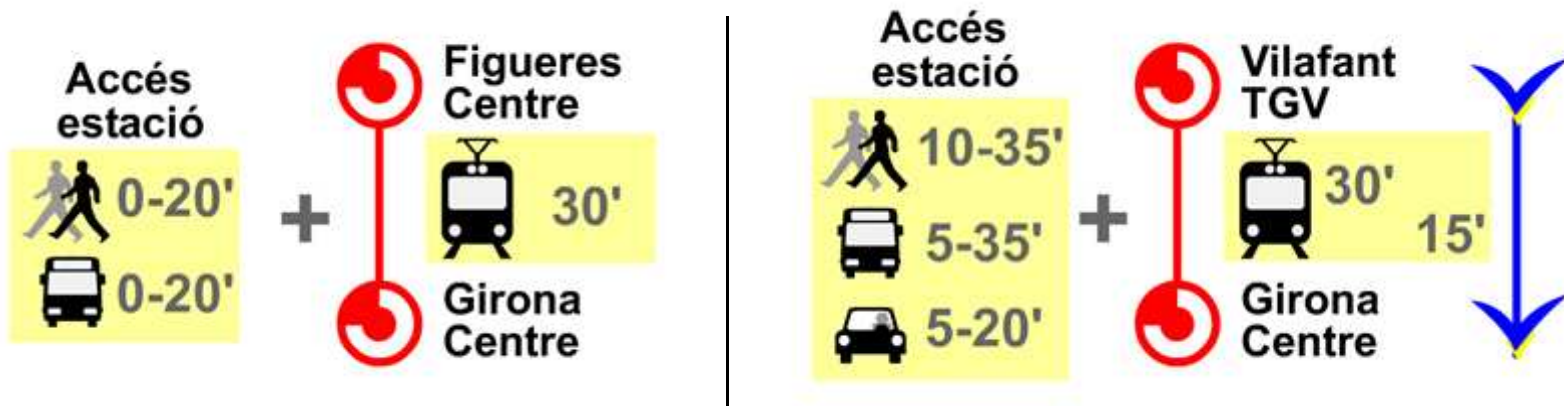 Accés
estació
0-20'
0-20'
+
Figueres
Centre
30'
Girona
Centre
Accés
estació
10-35'
5-35'
5-20'
+
Vilafant
TGV
30'
15'
Girona
Centre